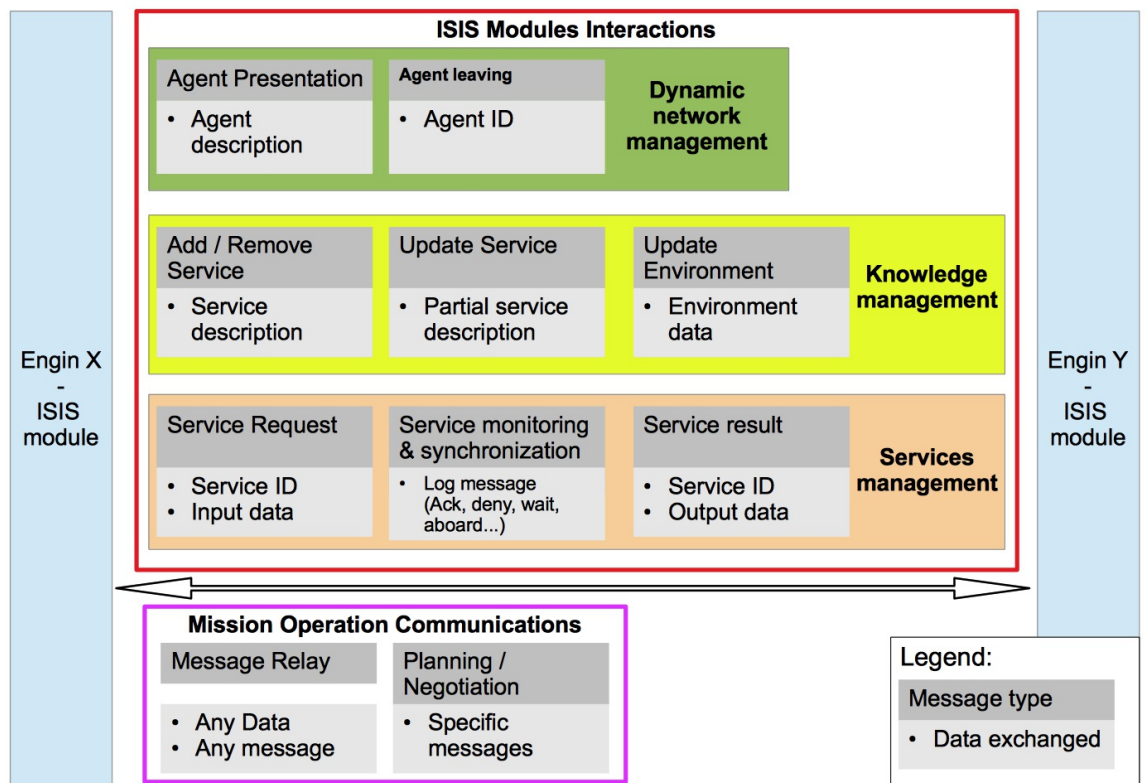 ISIS Modules Interactions
Agent Presentation
• Agent
description
Agent leaving
• Agent ID
Dynamic
network
management
Add / Remove
Service
• Service
description
Update Service
• Partial service
description
Update
Environment
• Environment
data
Knowledge
management
Engin X
-
ISIS
module
Engin Y
-
ISIS
module
Service Request
• Service ID
• Input data
Service monitoring
& synchronization
• Log message
(Ack, deny, wait,
aboard...)
Service result
• Service ID
• Output data
Services
management
Mission Operation Communications
Message Relay
• Any Data
• Any message
Planning /
Negotiation
• Specific
messages
Legend:
Message type
• Data exchanged